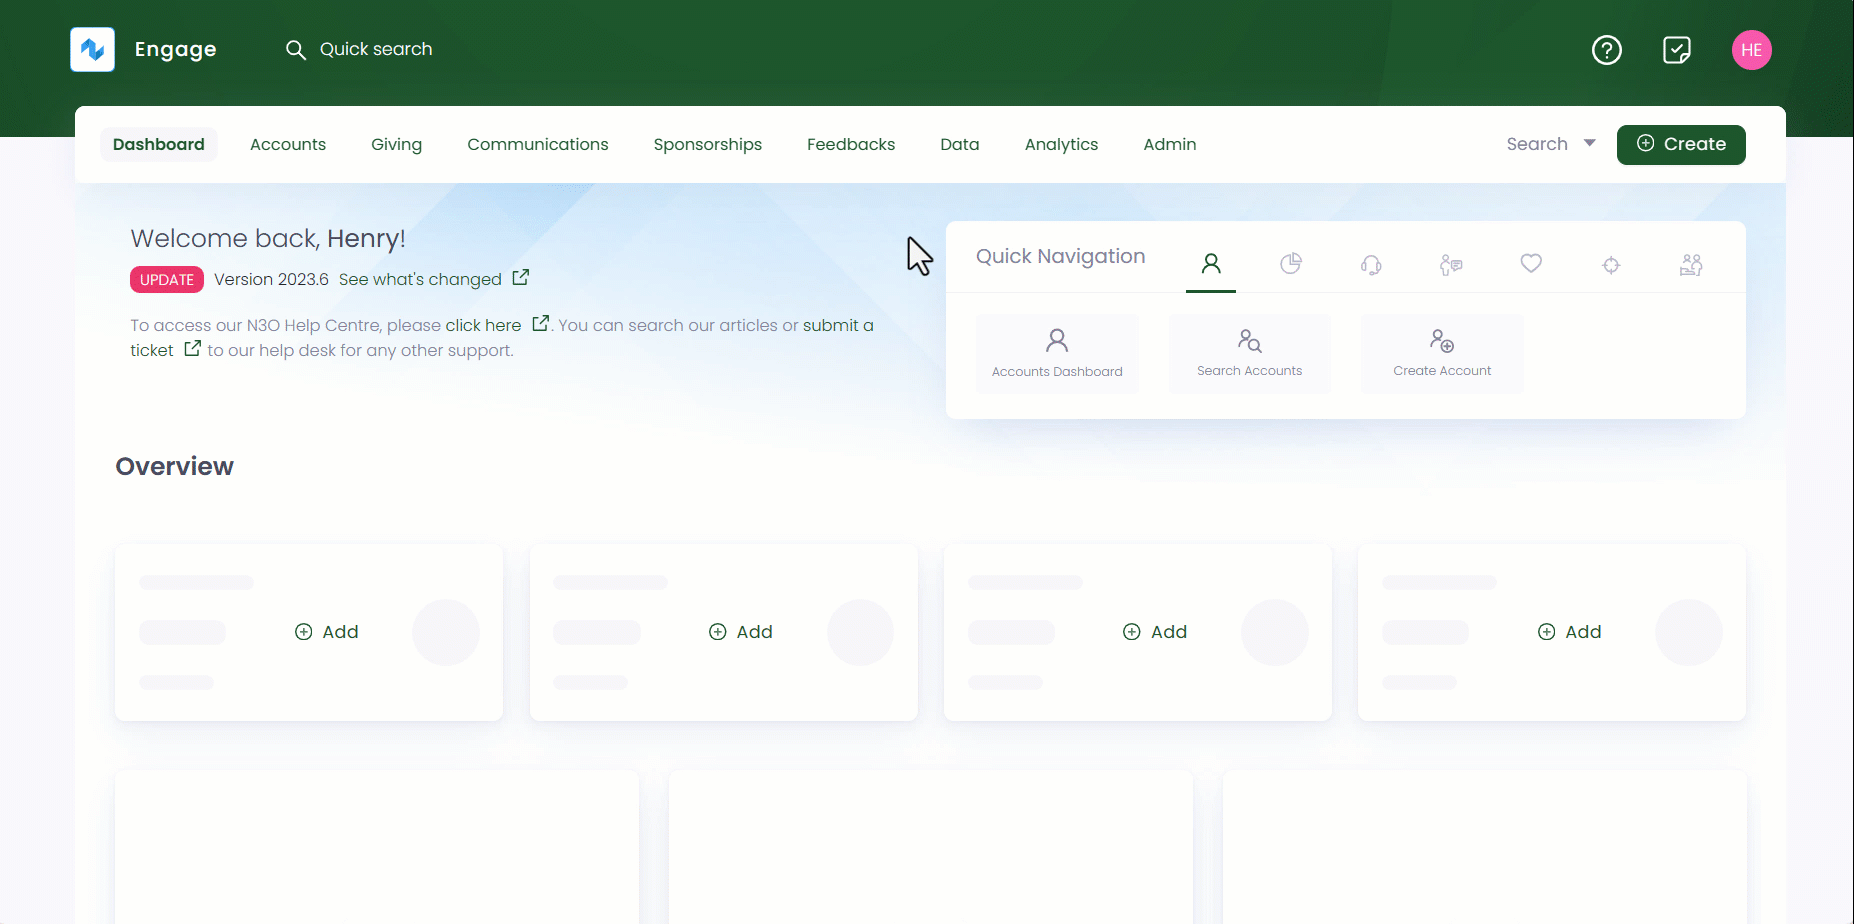 Engage
Quick search
HE
Dashboard Accounts Giving Communications Sponsorships Feedbacks Data Analytics Admin Search Create
Welcome back, Henry!
UPDATE Version 2023.6 See what's changed
To access our N3O Help Centre, please click here . You can search our articles or submit a
ticket to our help desk for any other support.
Quick Navigation
Accounts Dashboard
Search Accounts
Create Account
Overview
Add
Add
Add
Add